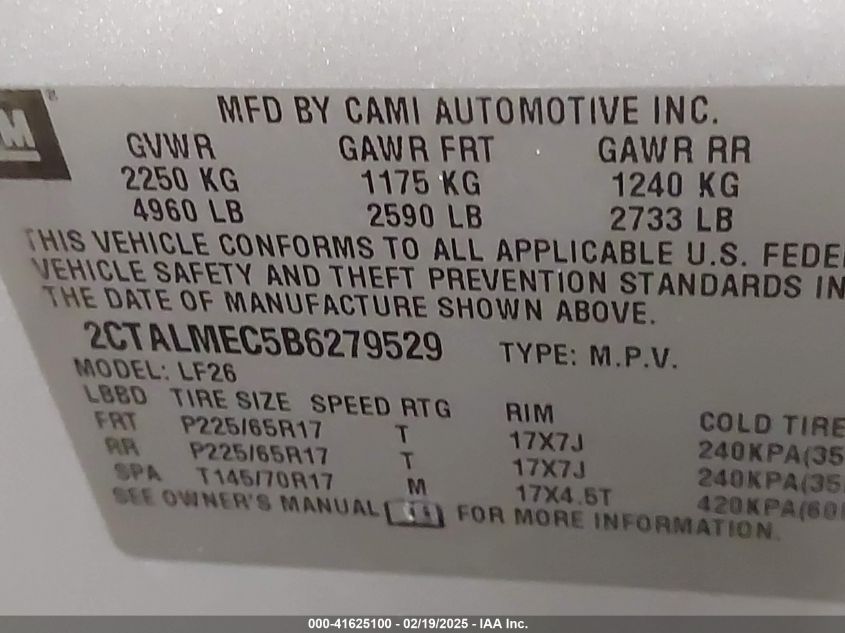 M ®
MFD BY CAMI AUTOMOTIVE INC.
GVWR GAWR FRT GAWR RR
2250 KG 1175 KG 1240 KG
4960 LB 2590 LB 2733 LB
THIS VEHICLE CONFORMS TO ALL APPLICABLE U.S. FEDE
VEHICLE SAFETY AND THEFT PREVENTION STANDARDS IN
THE DATE OF MANUFACTURE SHOWN ABOVE.
2CTALMEC5B6279529 TYPE: M.P.V.
MODEL: LF26
LBBD TIRE SIZE SPEED RTG RIM COLD TIRE
FRT P225/65R17 T 17X7J 240KPA(35
RR P225/65R17 T 17X7J 240KPA(35
SPA T145/70R17 M 17X4.5T 420KPA(60
SEE OWNER'S MANUAL FOR MORE INFORMATION.
000-41625100 - 02/19/2025 - IAA Inc.